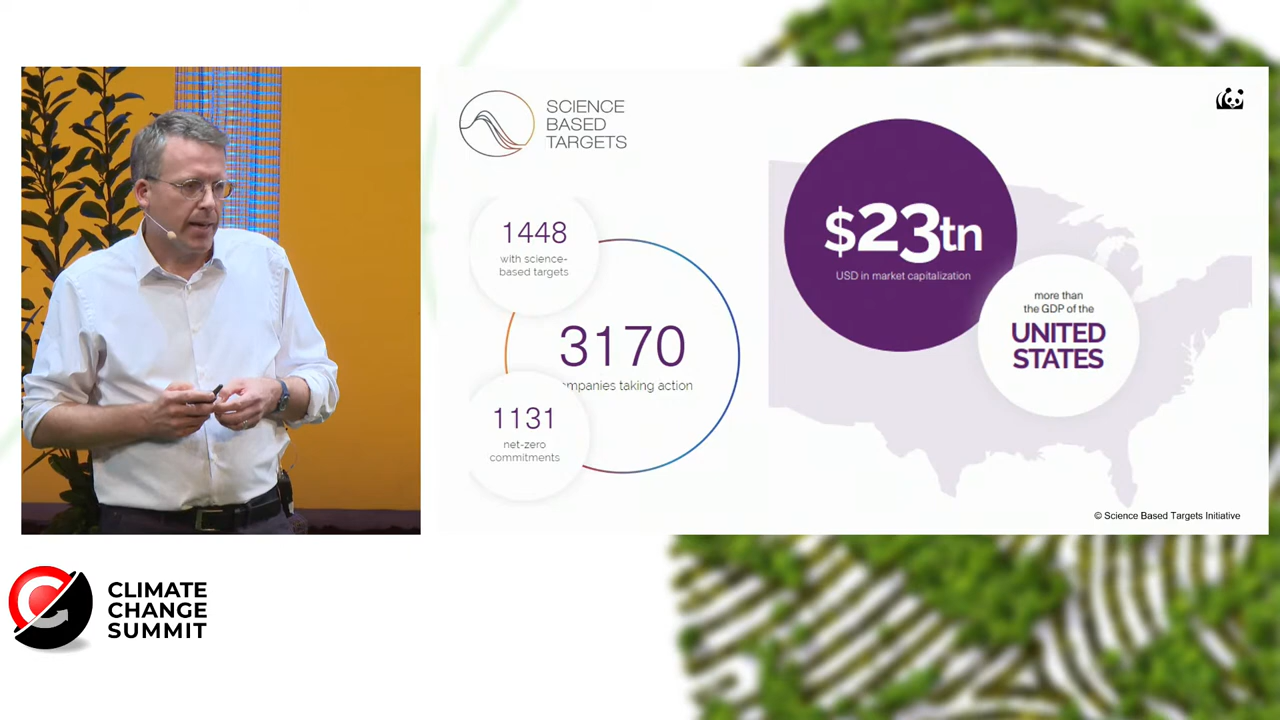 SCIENCE
BASED
TARGETS
1448
with science-
based targets
3170
mpanies taking action
1131
net-zero
commitments
$23tn
USD in market capitalization
more than
the GDP of the
UNITED
STATES
© Science Based Targets Initiative
CLIMATE
CHANGE
SUMMIT